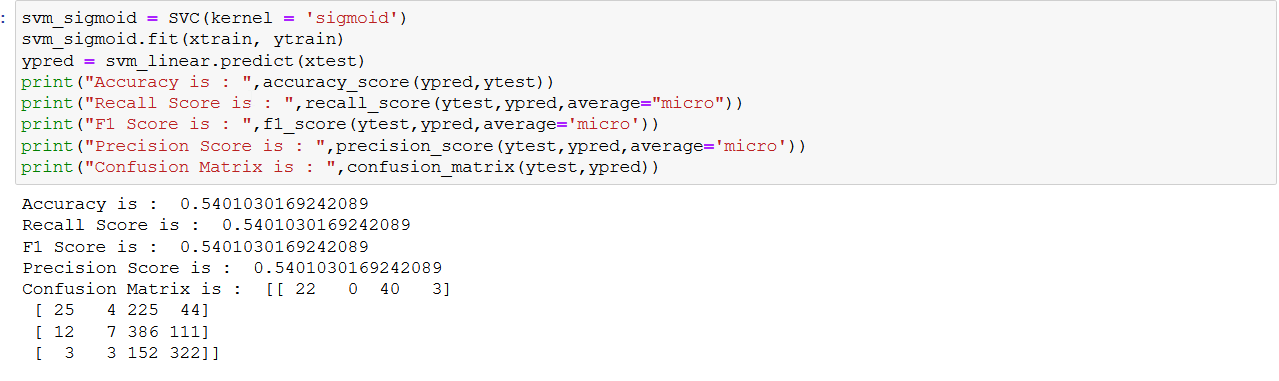 :
svm_sigmoid = SVC(kernel = 'sigmoid')
svm_sigmoid.fit(xtrain, ytrain)
ypred = svm_linear.predict(xtest)
print("Accuracy is : ",accuracy_score(ypred,ytest))
print("Recall Score is : ",recall_score(ytest,ypred,average="micro"))
print("F1 Score is : ",f1_score(ytest,ypred,average='micro'))
print("Precision Score is : ",precision_score(ytest,ypred,average='micro'))
print("Confusion Matrix is : ",confusion_matrix(ytest,ypred))
Accuracy is :  0.5401030169242089
Recall Score is :  0.5401030169242089
F1 Score is :  0.5401030169242089
Precision Score is :  0.5401030169242089
Confusion Matrix is :  [[ 22   0  40   3]
 [ 25   4 225  44]
 [ 12   7 386 111]
 [  3   3 152 322]]